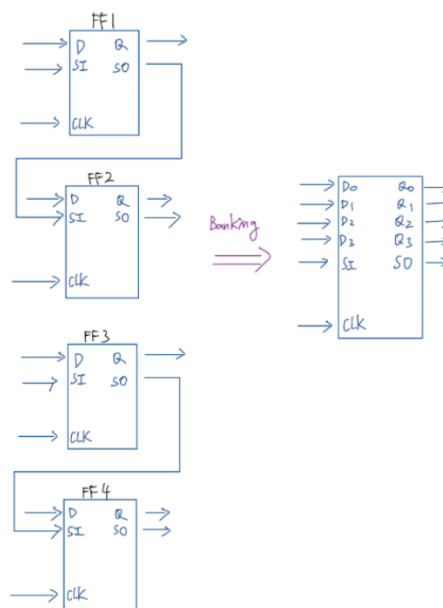 FF1
D Q
SI SO
CLK
FF2
D Q
SI SO
CLK
Banking
D0 Q0
D1 Q1
D2 Q2
D3 Q3
SI SO
CLK
FF3
D Q
SI SO
CLK
FF4
D Q
SI SO
CLK